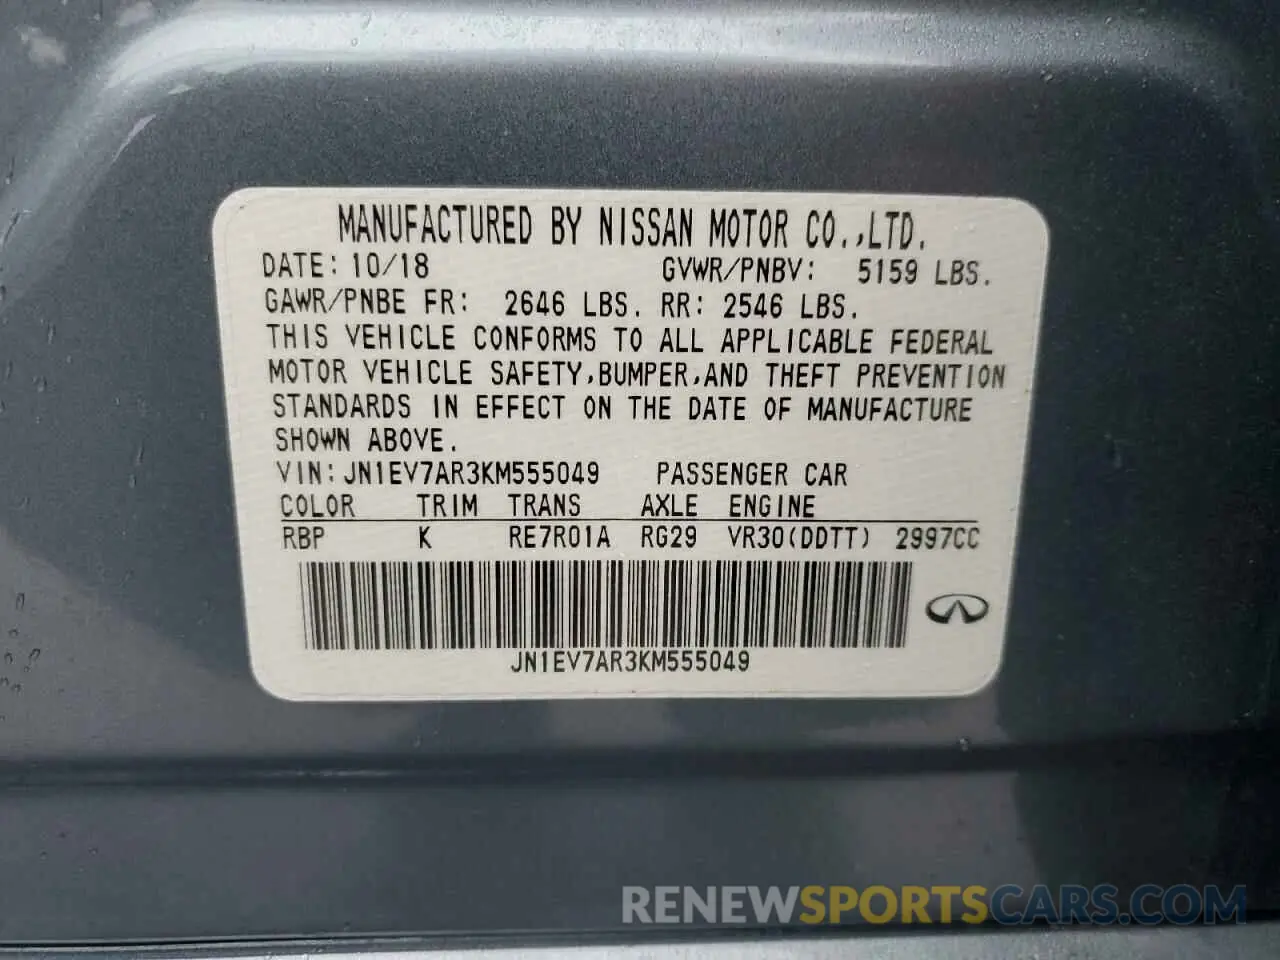 MANUFACTURED BY NISSAN MOTOR CO.,LTD.
DATE: 10/18 GVWR/PNBV: 5159 LBS.
GAWR/PNBE FR: 2646 LBS. RR: 2546 LBS.
THIS VEHICLE CONFORMS TO ALL APPLICABLE FEDERAL
MOTOR VEHICLE SAFETY,BUMPER,AND THEFT PREVENTION
STANDARDS IN EFFECT ON THE DATE OF MANUFACTURE
SHOWN ABOVE.
VIN:JN1EV7AR3KM555049 PASSENGER CAR
COLOR TRIM TRANS AXLE ENGINE
RBP K RE7R01A RG29 VR30(DDTT) 2997CC
JN1EV7AR3KM555049
RENEWSPORTSCARS.COM